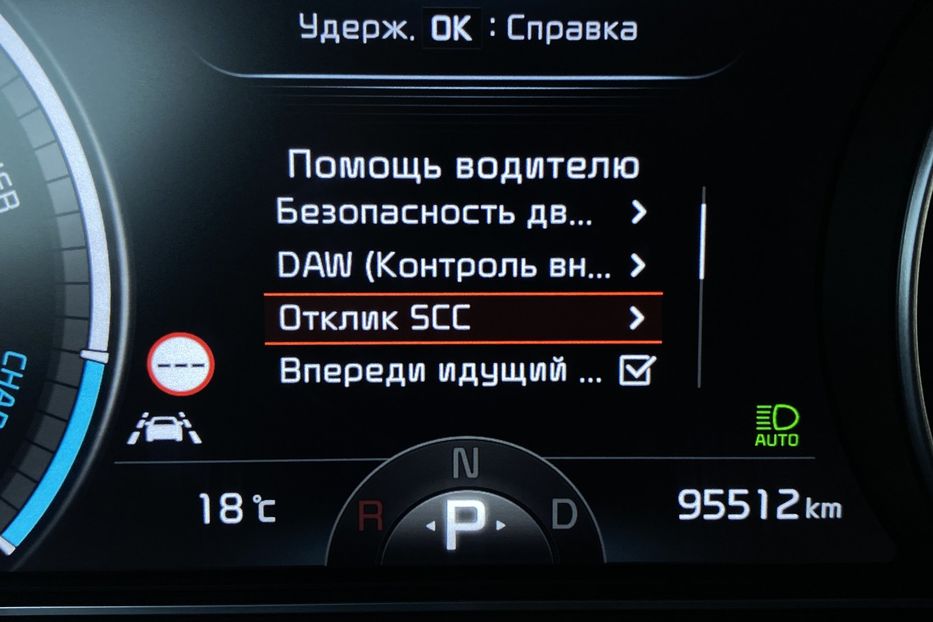 Удерж. OK : Справка
Помощь водителю
Безопасность дв...
DAW (Контроль вн...
Отклик SCC
Впереди идущий ...
---
AUTO
18 °C
R N P D
95512 km